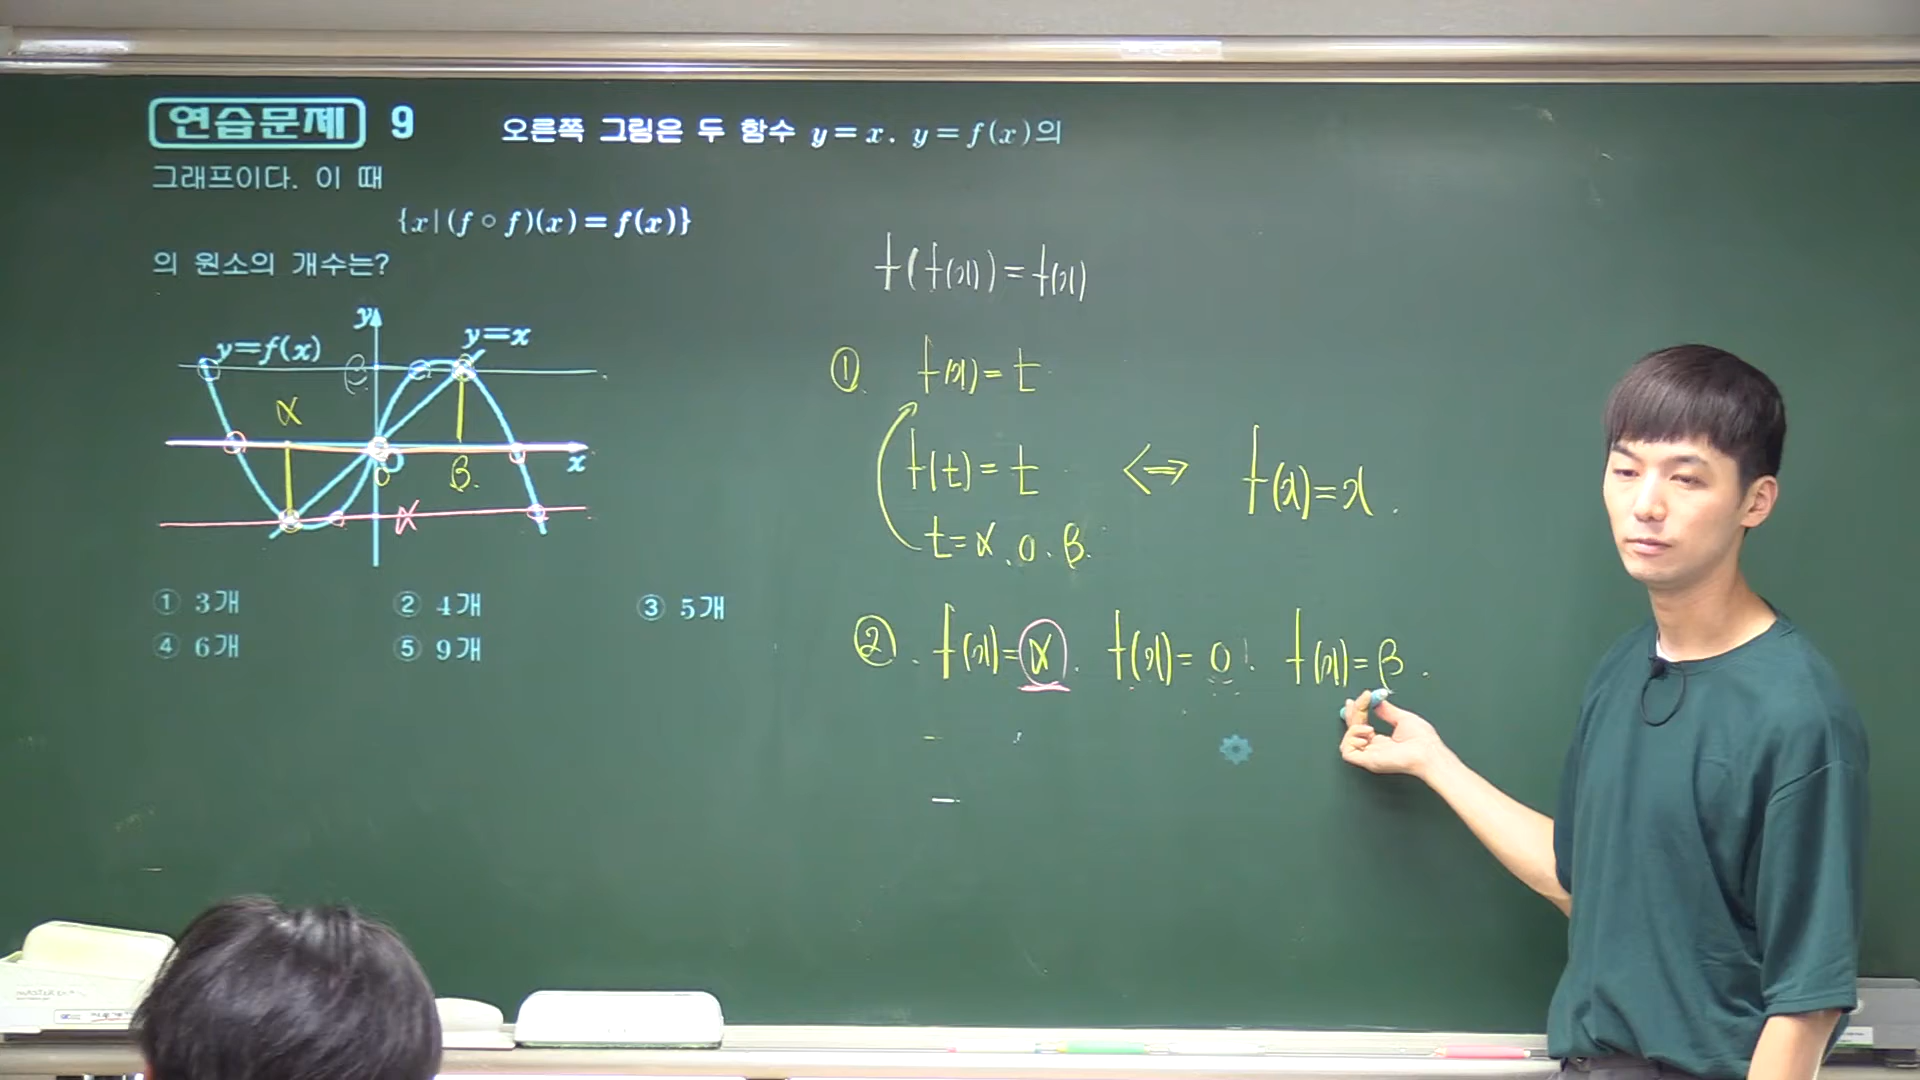 연습문제 9 오른쪽 그림은 두 함수 y=x. y=f(x)의
그래프이다. 이 때
{x|(f∘f)(x)=f(x)}
의 원소의 개수는?
y
y=f(x)
y=x
β
α
O
0
β.
x
α
① 3개 ② 4개 ③ 5개
④ 6개 ⑤ 9개
f(f(x))=f(x)
① f(x)=t
f(t)=t ⟺ f(x)=x.
t=α.0.β.
②. f(x)=α. f(x)=0. f(x)=β.